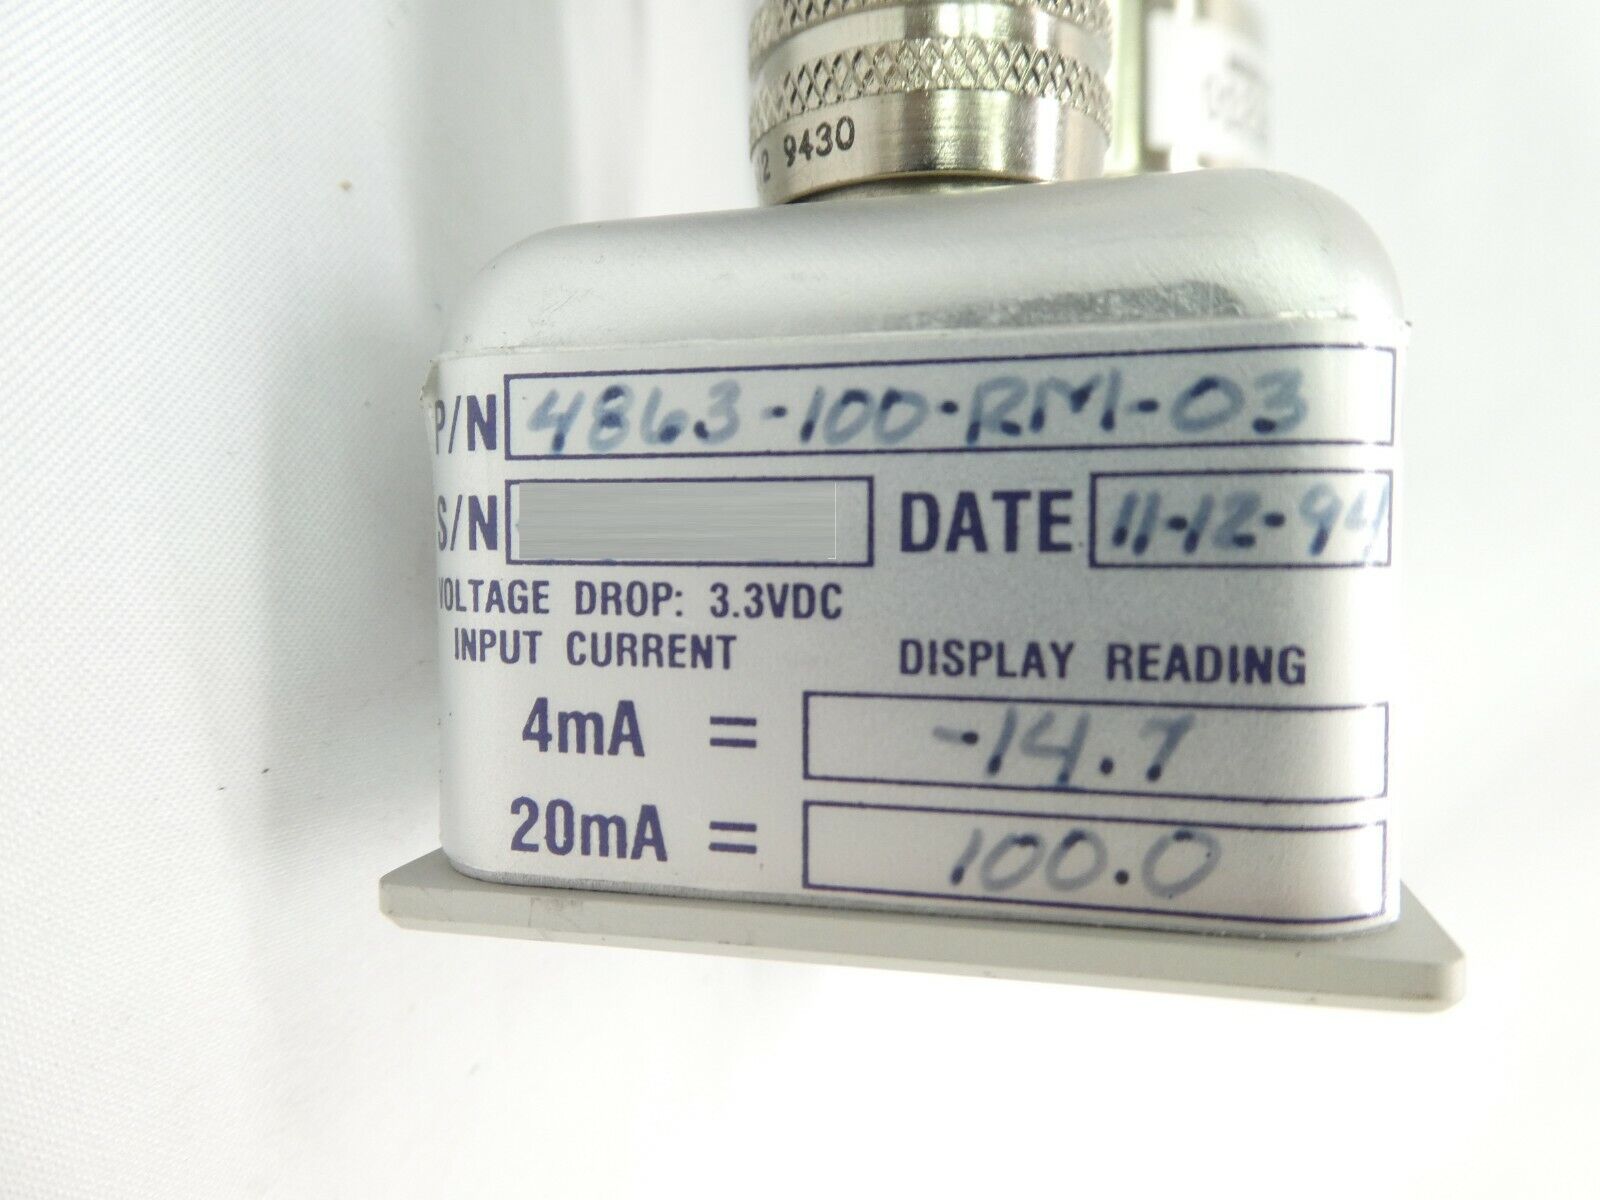 12 9430
P/N 4863-100-RM-03
S/N DATE 11-12-94
VOLTAGE DROP: 3.3VDC
INPUT CURRENT DISPLAY READING
4mA = -14.7
20mA = 100.0